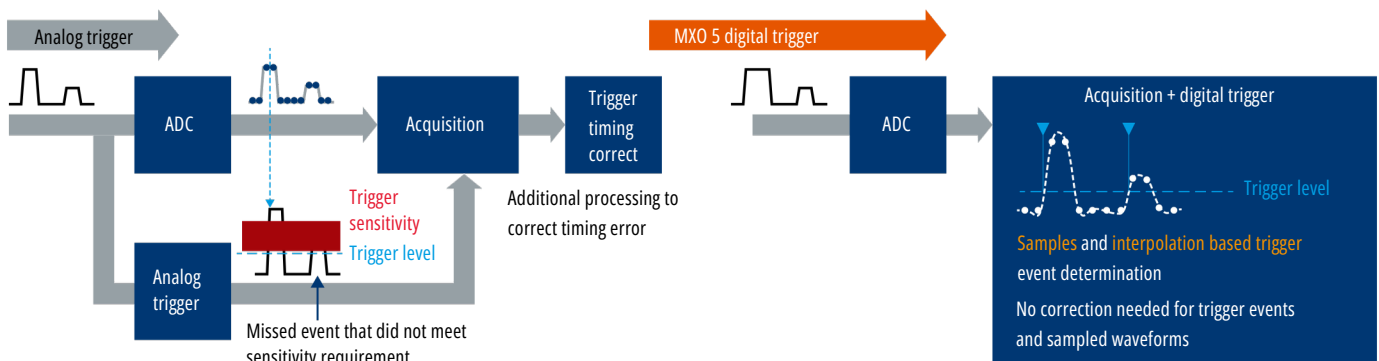 Analog trigger
MXO 5 digital trigger
ADC
Acquisition
Trigger
timing
correct
ADC
Acquisition + digital trigger
Trigger level
Trigger
sensitivity
Trigger level
Additional processing to
correct timing error
Analog
trigger
Missed event that did not meet
sensitivity requirement
Samples and interpolation based trigger
event determination
No correction needed for trigger events
and sampled waveforms